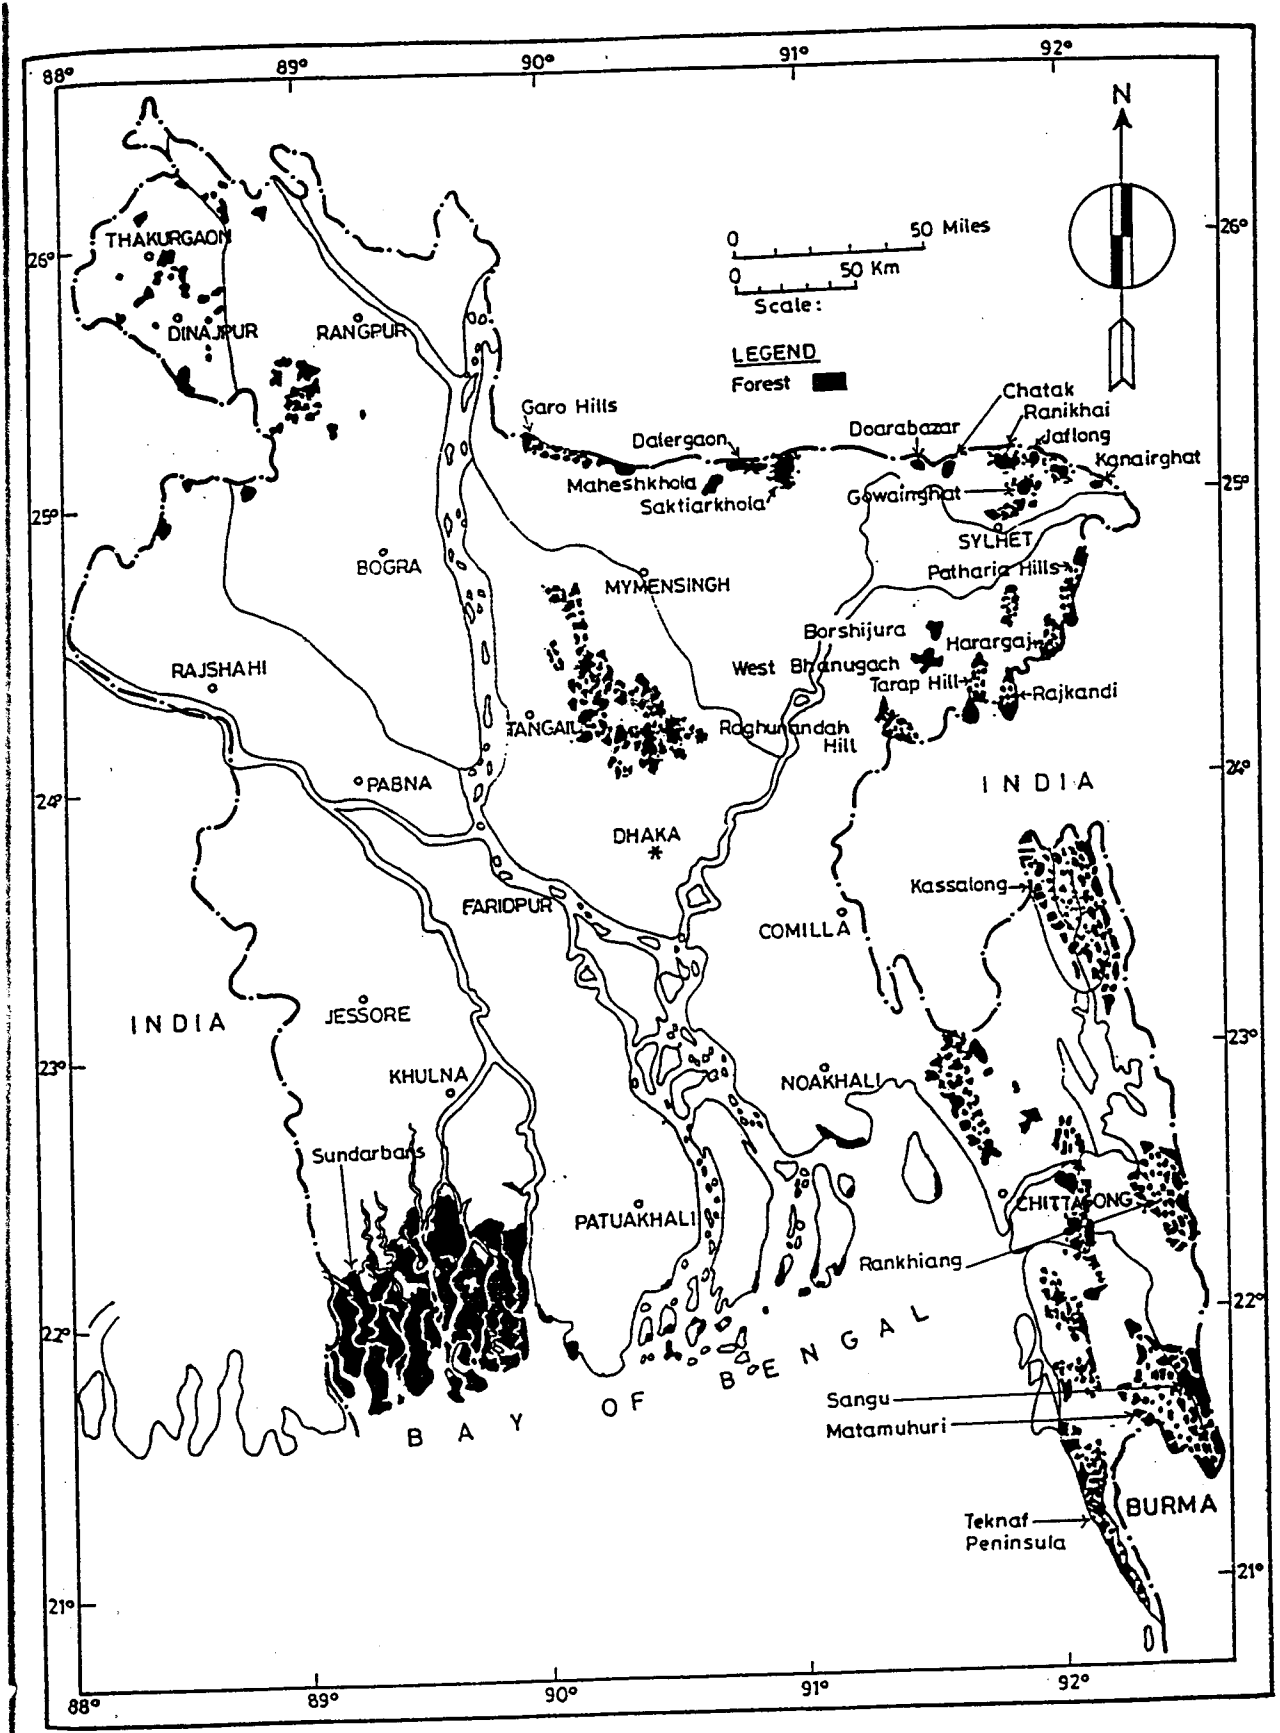 88°
89°
90°
91°
92°
N
THAKURGAON
26°
26°
0 50 Miles
0 50 Km
Scale:
DINAJPUR
RANGPUR
LEGEND
Forest
Garo Hills
Chatak
Ranikhai
Jaflong
Dalergaon
Doarabazar
Kanairghat
Maheshkhola
Saktiarkhola
Gowainghat
25°
25°
SYLHET
BOGRA
MYMENSINGH
Patharia Hills
Borshijura
Harargaj
West Bhanugach
RAJSHAHI
Tarap Hill
Rajkandi
TANGAIL
Raghunandah
Hill
24°
24°
PABNA
INDIA
DHAKA
Kassalong
FARIDPUR
COMILLA
INDIA
JESSORE
23°
23°
KHULNA
NOAKHALI
Sundarbans
PATUAKHALI
CHITTAGONG
Rankhiang
22°
22°
BAY OF BENGAL
Sangu
Matamuhuri
BURMA
Teknaf
Peninsula
21°
21°
88°
89°
90°
91°
92°